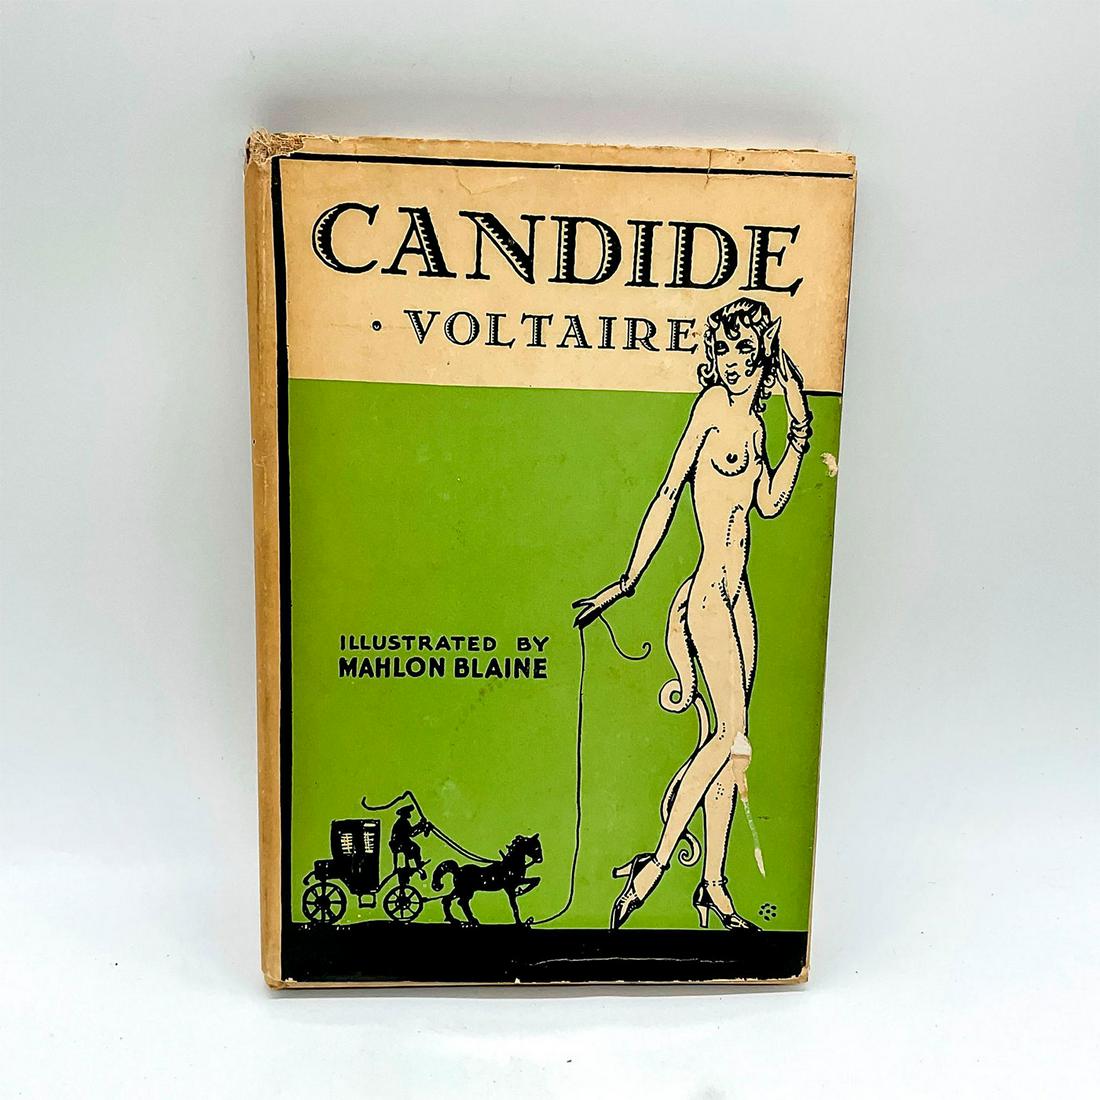 CANDIDE
· VOLTAIRE
ILLUSTRATED BY
MAHLON BLAINE